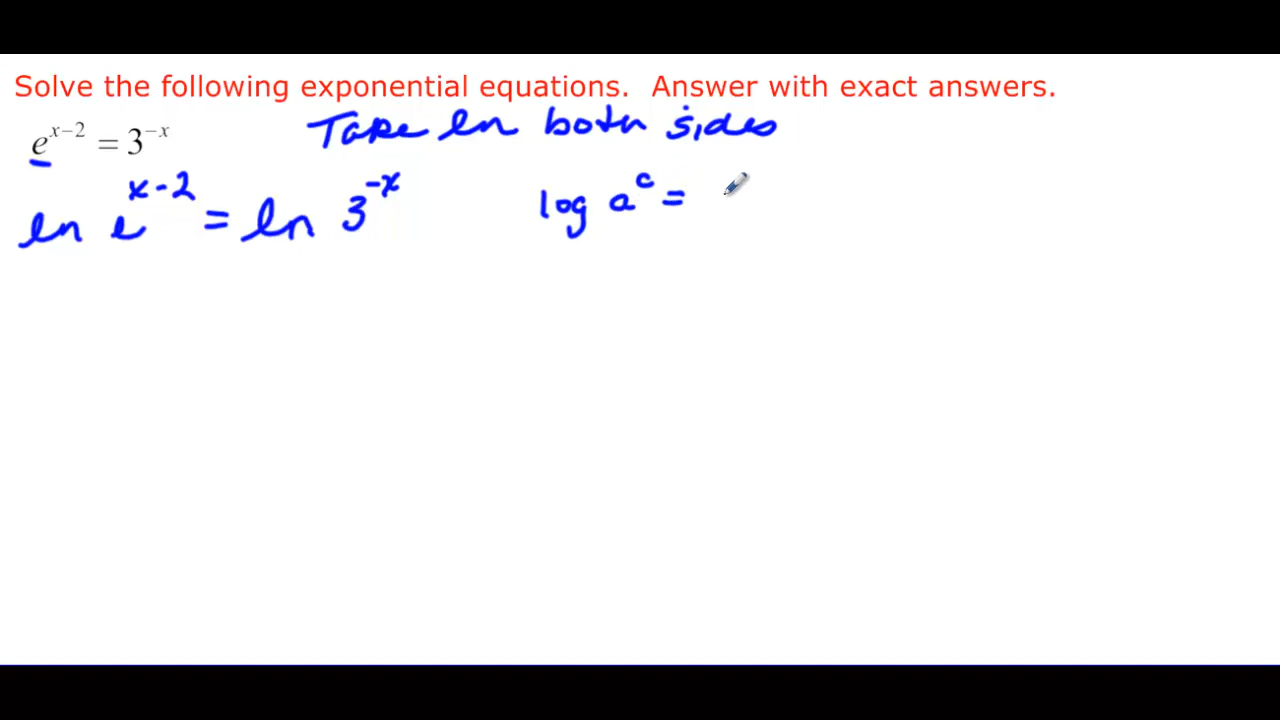 Solve the following exponential equations.  Answer with exact answers.
e^{x-2} = 3^{-x} Take ln both sides
ln e^{x-2} = ln 3^{-x} log a^c =